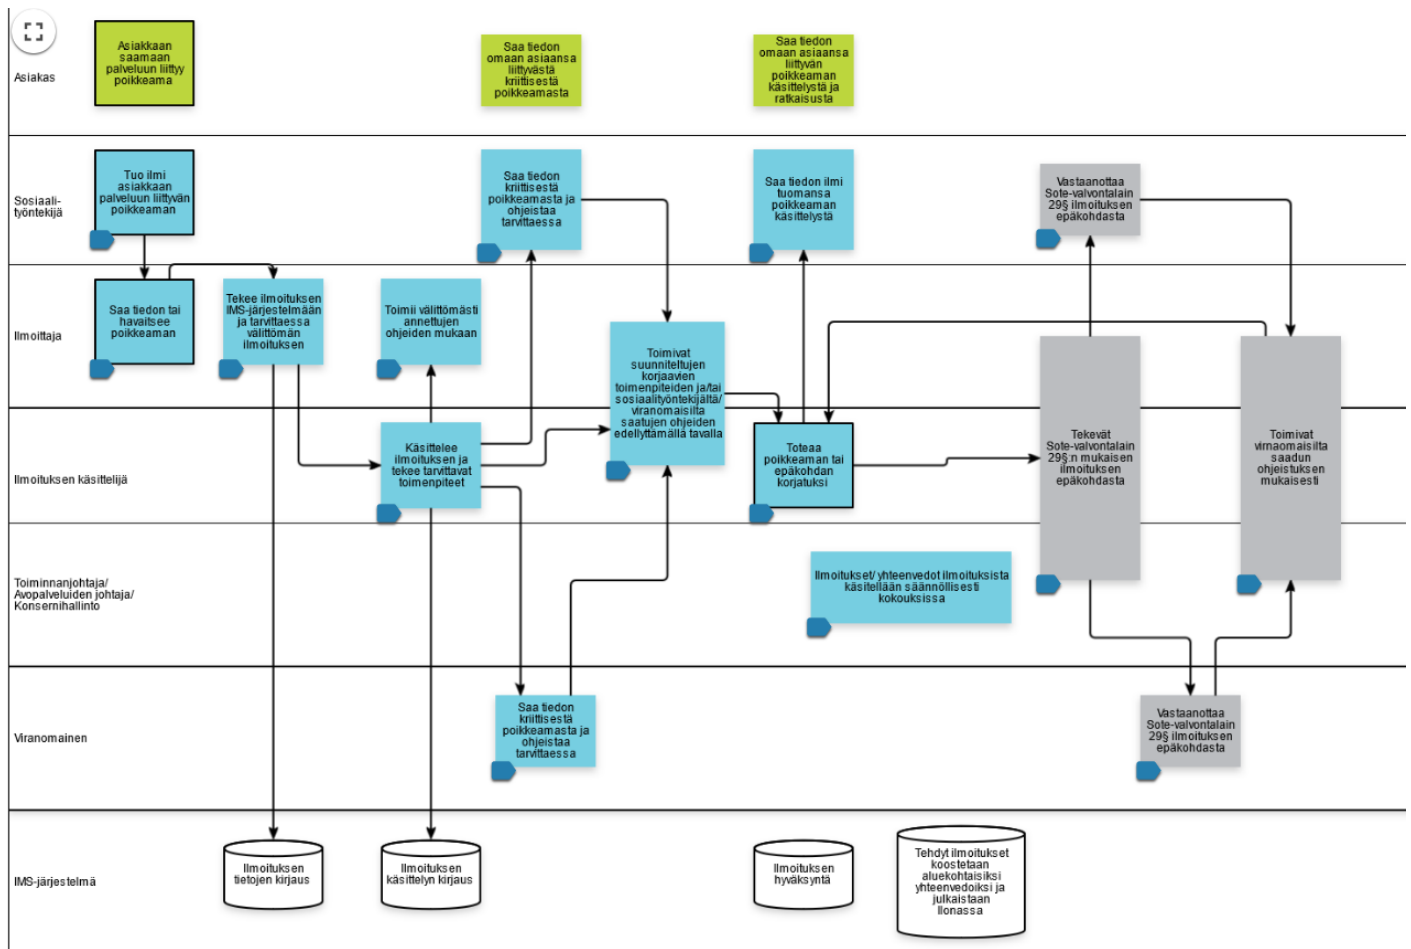 Asiakas
Asiakkaan
saamaan
palveluun liittyy
poikkeama
Saa tiedon
omaan asiaansa
liittyvästä
kriittisestä
poikkeamasta
Saa tiedon
omaan asiaansa
liittyvän
poikkeaman
käsittelystä ja
ratkaisusta
Sosiaali-
työntekijä
Tuo ilmi
asiakkaan
palveluun liittyvän
poikkeaman
Saa tiedon
kriittisestä
poikkeamasta ja
ohjeistaa
tarvittaessa
Saa tiedon ilmi
tuomansa
poikkeaman
käsittelystä
Vastaanottaa
Sote-valvontalain
29§ ilmoituksen
epäkohdasta
Ilmoittaja
Saa tiedon tai
havaitsee
poikkeaman
Tekee ilmoituksen
IMS-järjestelmään
ja tarvittaessa
välittömän
ilmoituksen
Toimii välittömästi
annettujen
ohjeiden mukaan
Toimivat
suunniteltujen
korjaavien
toimenpiteiden ja/tai
sosiaalityöntekijältä/
viranomaisilta
saatujen ohjeiden
edellyttämällä tavalla
Ilmoituksen käsittelijä
Käsittelee
ilmoituksen ja
tekee tarvittavat
toimenpiteet
Toteaa
poikkeaman tai
epäkohdan
korjatuksi
Tekevät
Sote-valvontalain
29§:n mukaisen
ilmoituksen
epäkohdasta
Toimivat
virnaomaisilta
saadun
ohjeistuksen
mukaisesti
Toiminnanjohtaja/
Avopalveluiden johtaja/
Konsernihallinto
Ilmoitukset/ yhteenvedot ilmoituksista
käsitellään säännöllisesti
kokouksissa
Viranomainen
Saa tiedon
kriittisestä
poikkeamasta ja
ohjeistaa
tarvittaessa
Vastaanottaa
Sote-valvontalain
29§ ilmoituksen
epäkohdasta
IMS-järjestelmä
Ilmoituksen
tietojen kirjaus
Ilmoituksen
käsittelyn kirjaus
Ilmoituksen
hyväksyntä
Tehdyt ilmoitukset
koostetaan
aluekohtaisiksi
yhteenvedoiksi ja
julkaistaan
Ilonassa